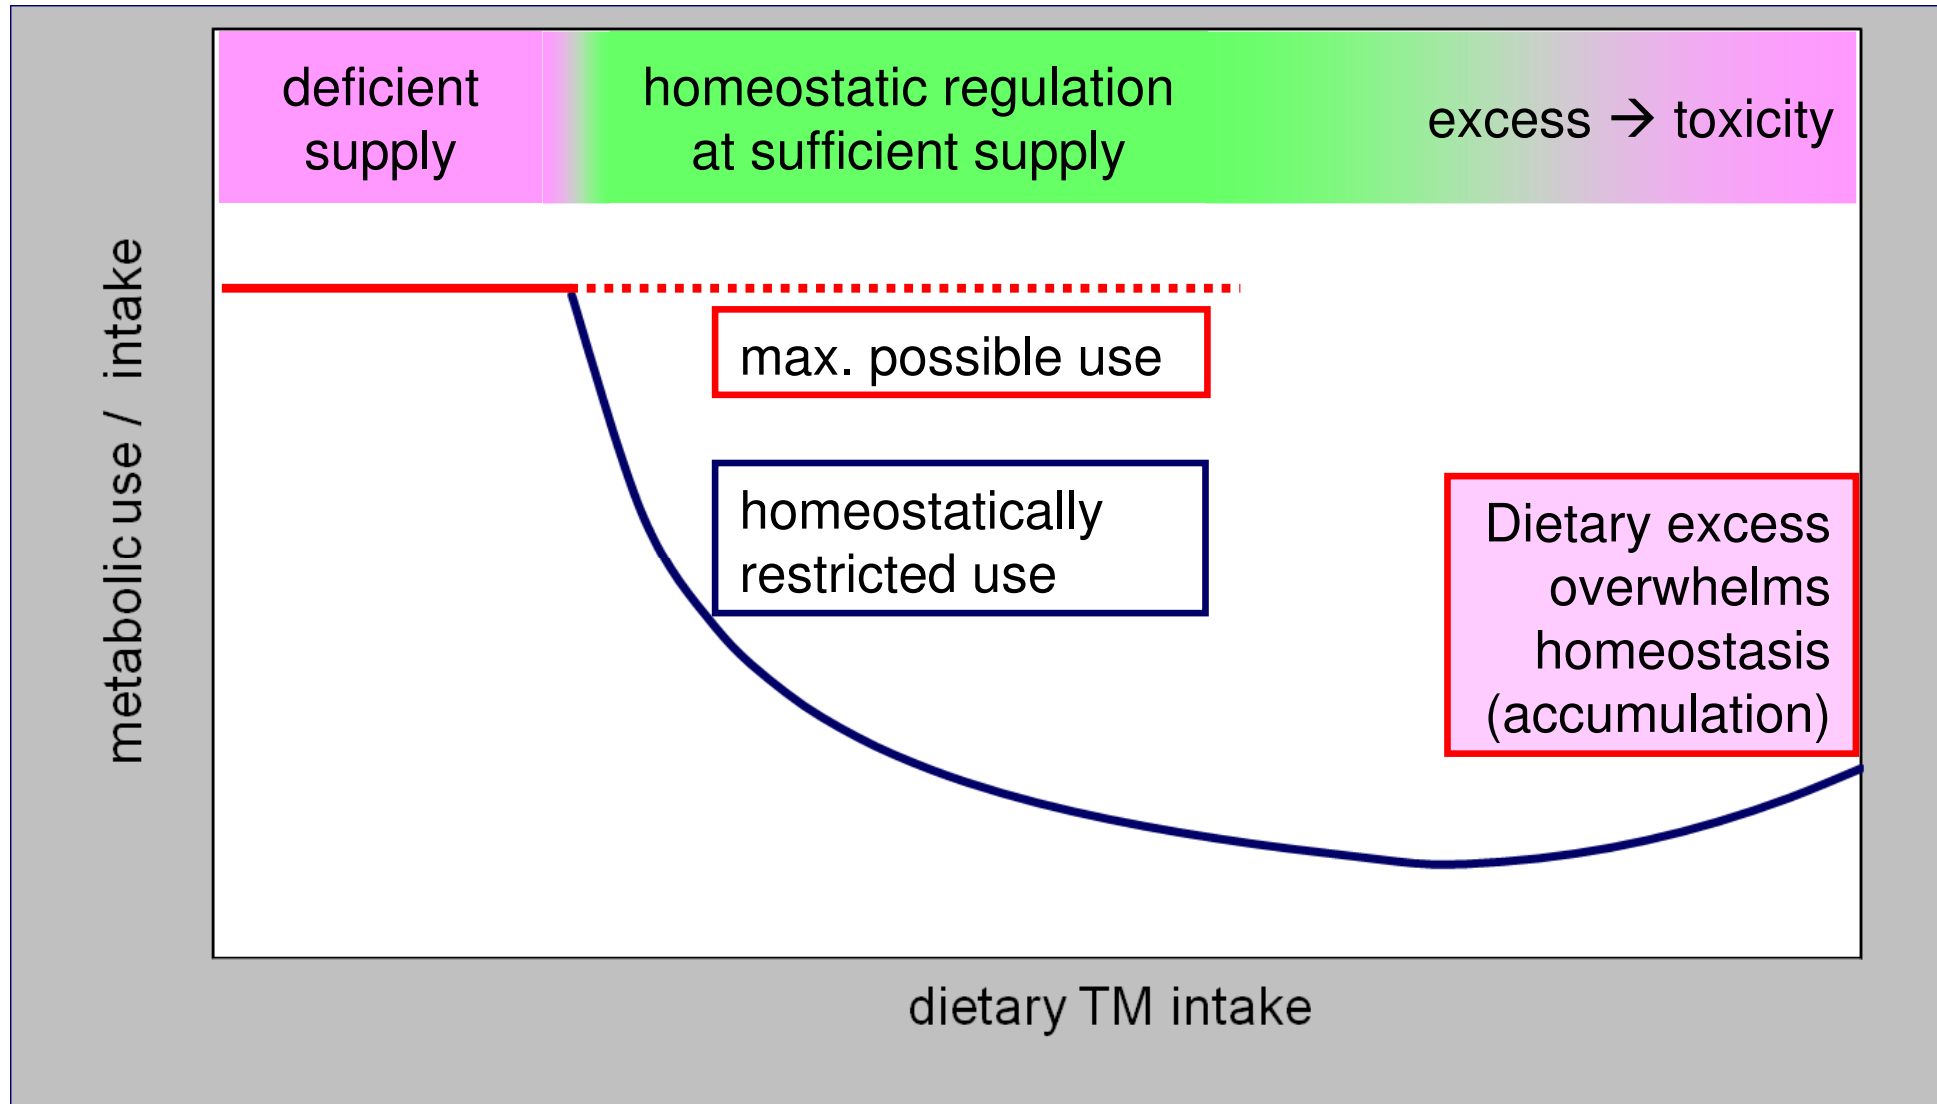 deficient
supply
homeostatic regulation
at sufficient supply
excess → toxicity
metabolic use / intake
max. possible use
homeostatically
restricted use
Dietary excess
overwhelms
homeostasis
(accumulation)
dietary TM intake